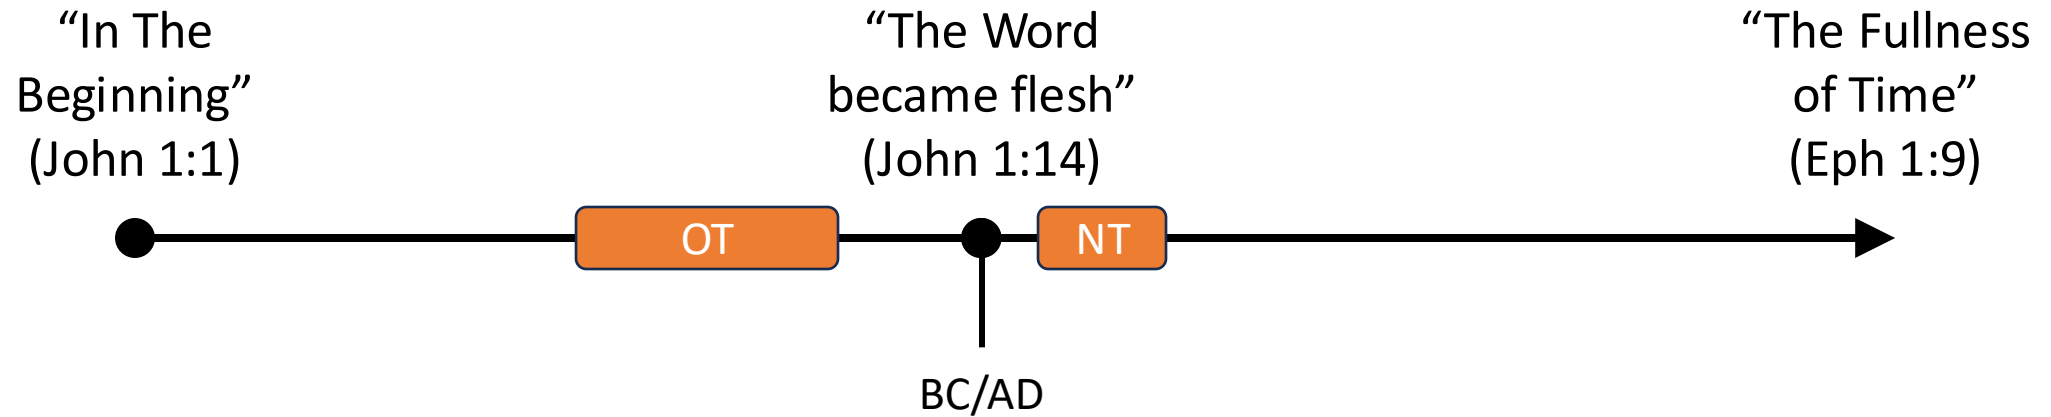 “In The
Beginning”
(John 1:1)
“The Word
became flesh”
(John 1:14)
“The Fullness
of Time”
(Eph 1:9)
OT
NT
BC/AD